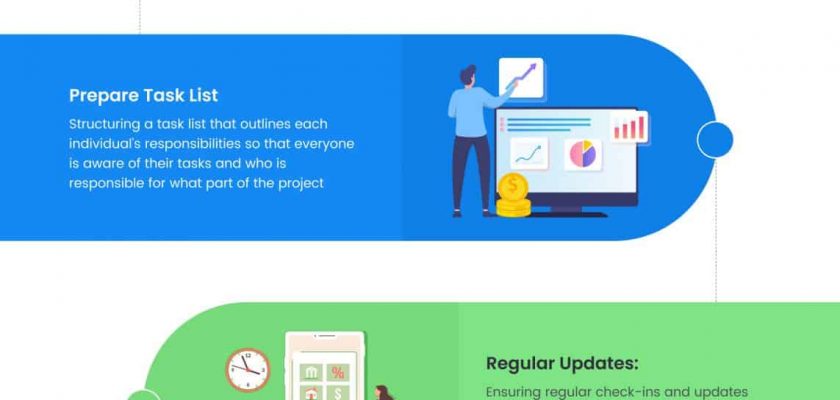 Prepare Task List
Structuring a task list that outlines each
individual's responsibilities so that everyone
is aware of their tasks and who is
responsible for what part of the project
$
Regular Updates:
Ensuring regular check-ins and updates
%
$